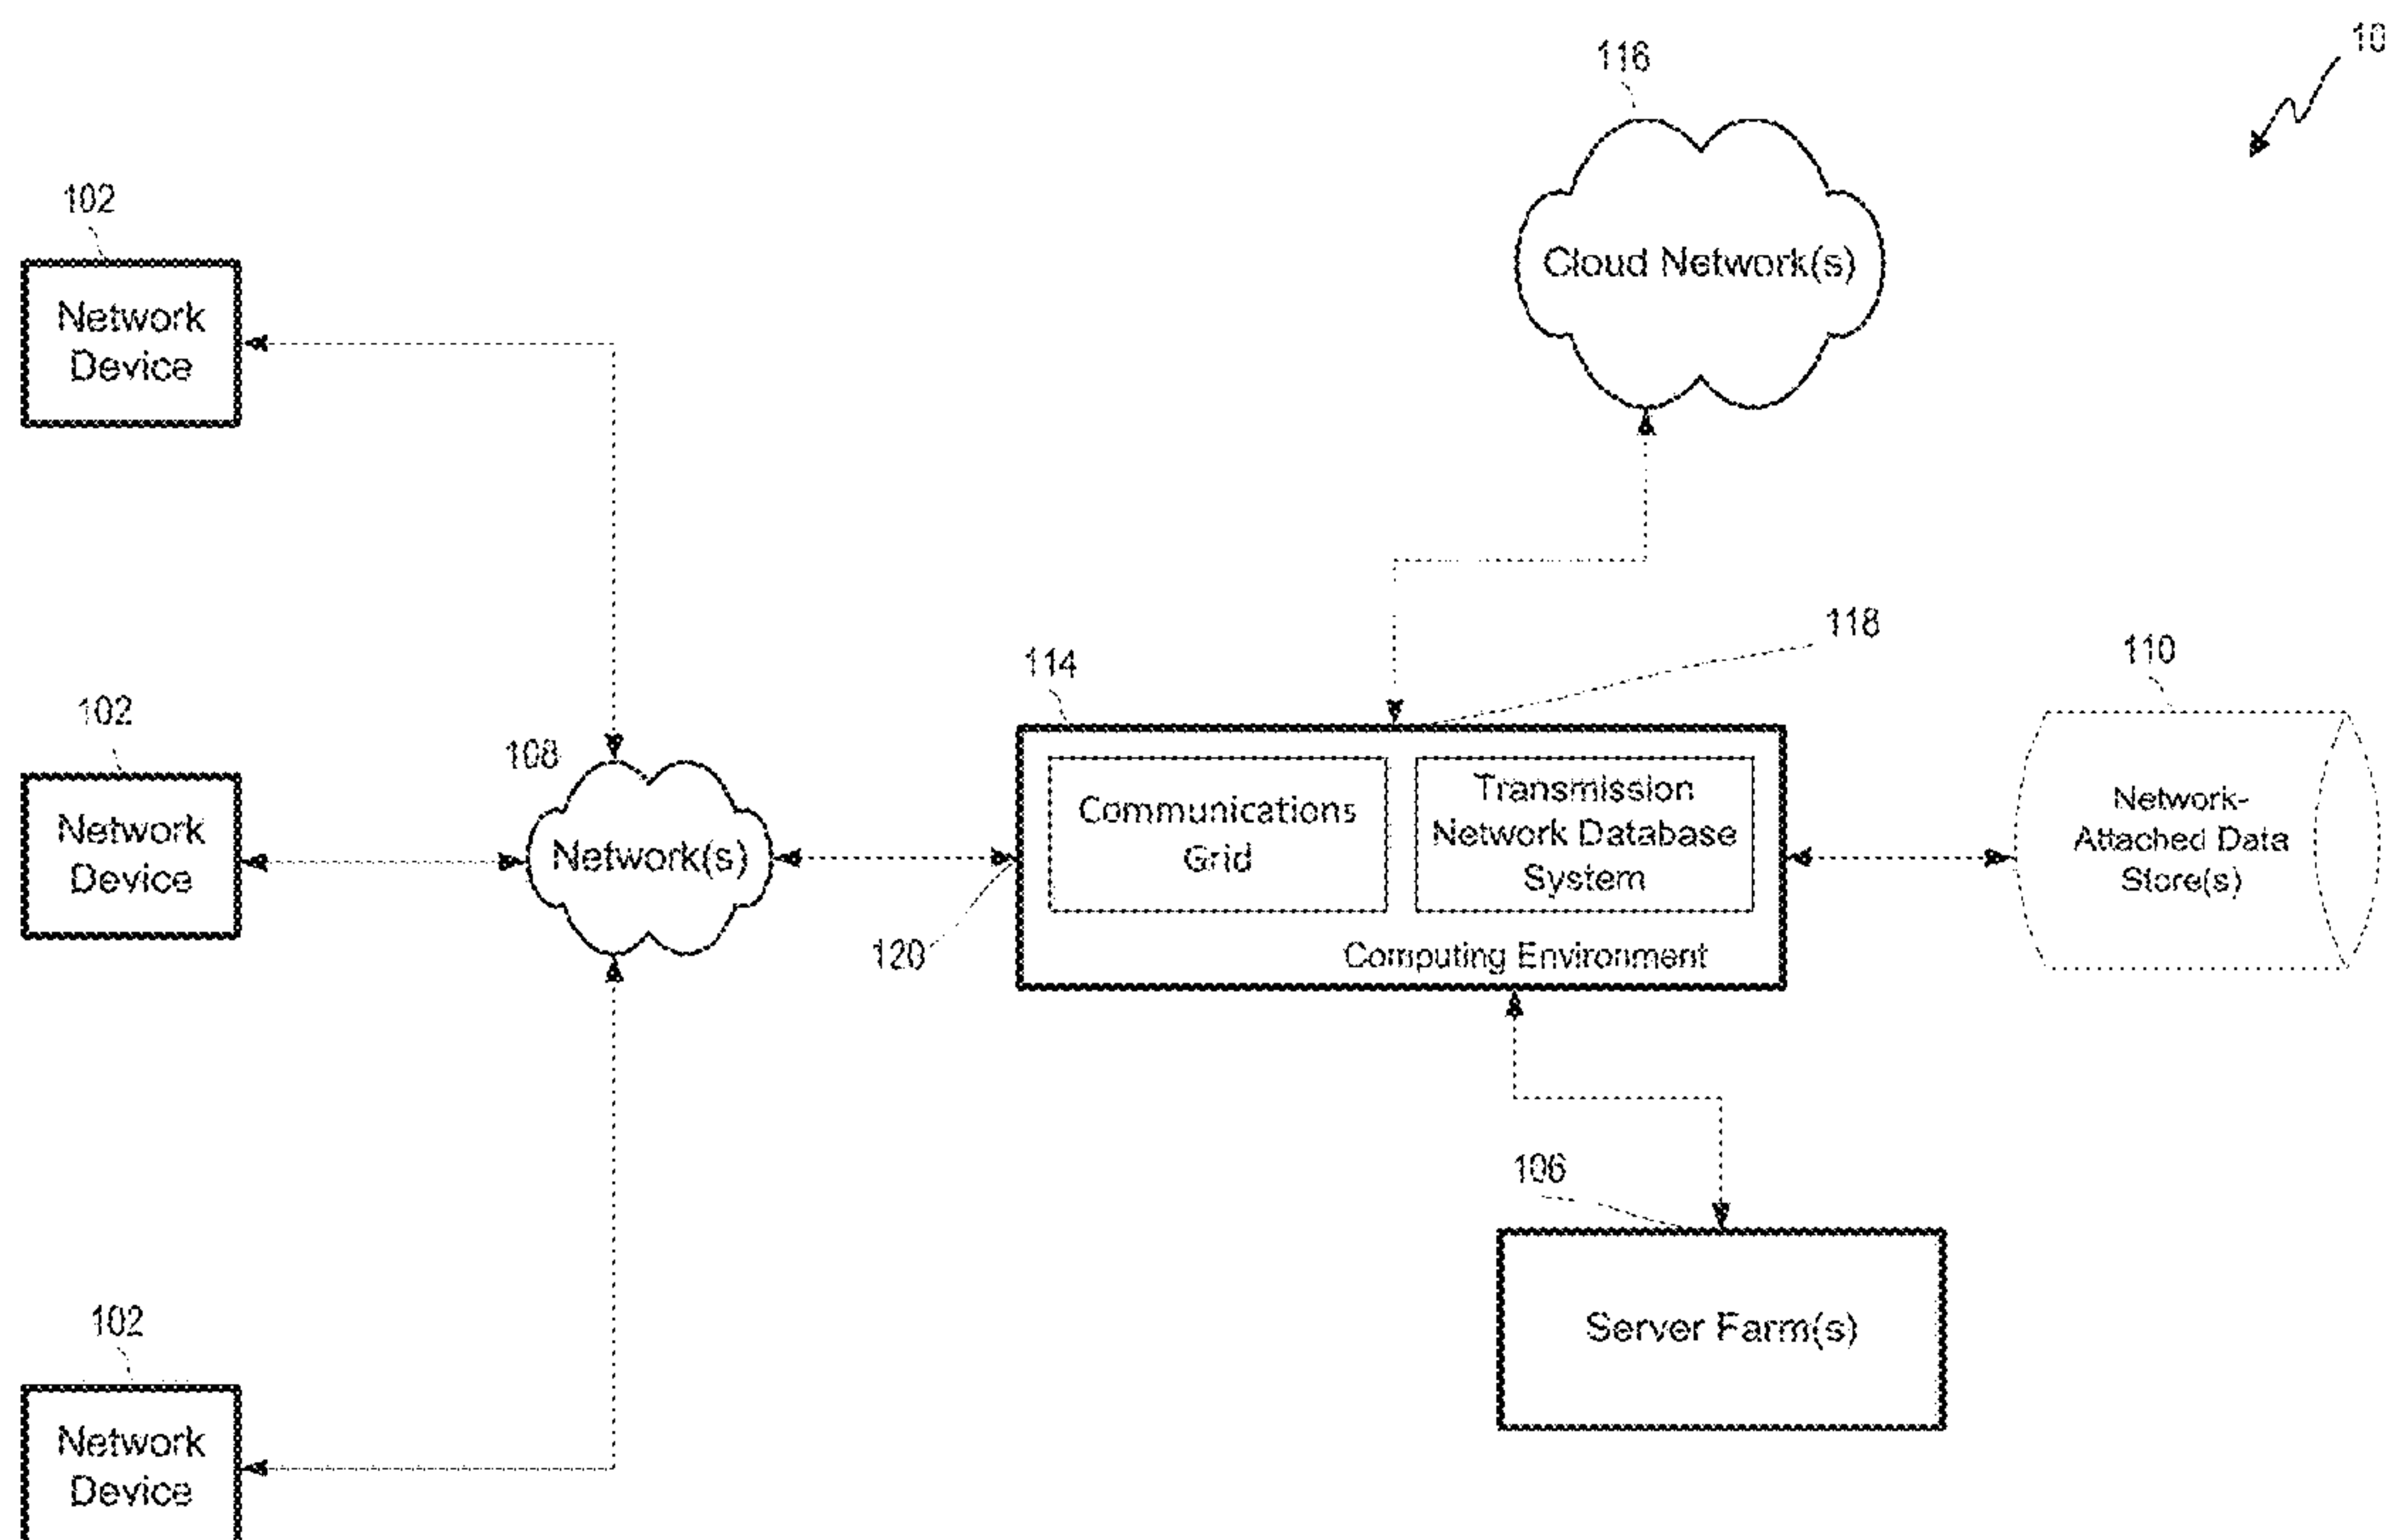 10
116
Cloud Network(s)
102
Network
Device
118
114
110
102
108
Network
Device
Network(s)
Communications
Grid
Transmission
Network Database
System
Computing Environment
Network-
Attached Data
Store(s)
120
106
Server Farm(s)
102
Network
Device